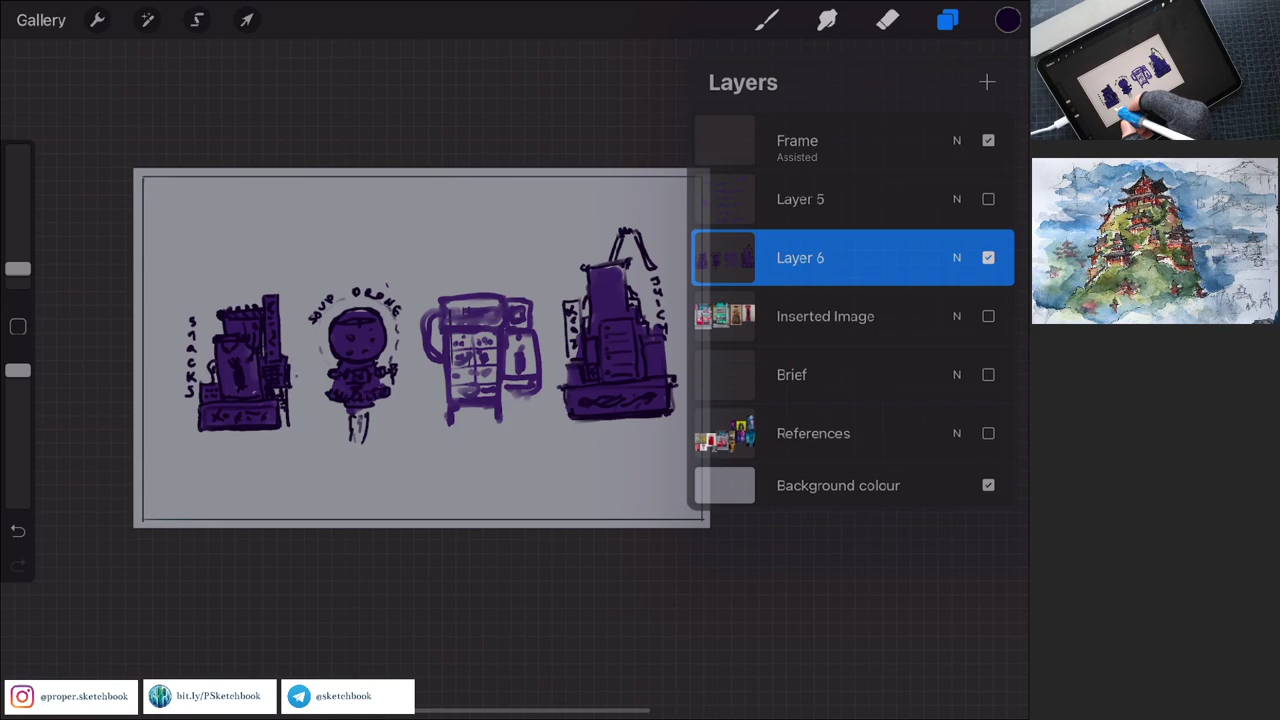 Gallery
Layers
Frame N
Assisted
Layer 5 N
Layer 6 N
Inserted Image N
Brief N
References N
Background colour
SNACKS
SOUP
@proper.sketchbook
bit.ly/PSketchbook
@sketchbook